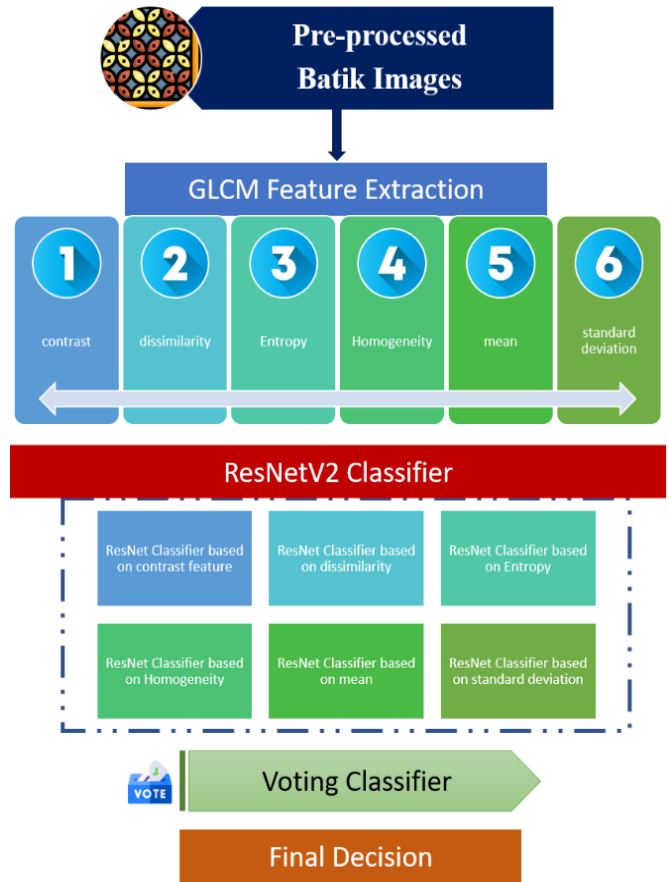 Pre-processed
Batik Images
GLCM Feature Extraction
1
2
3
4
5
6
contrast
dissimilarity
Entropy
Homogeneity
mean
standard
deviation
ResNetV2 Classifier
ResNet Classifier based
on contrast feature
ResNet Classifier based
on dissimilarity
ResNet Classifier based
on Entropy
ResNet Classifier based
on Homogeneity
ResNet Classifier based
on mean
ResNet Classifier based
on standard deviation
VOTE
Voting Classifier
Final Decision